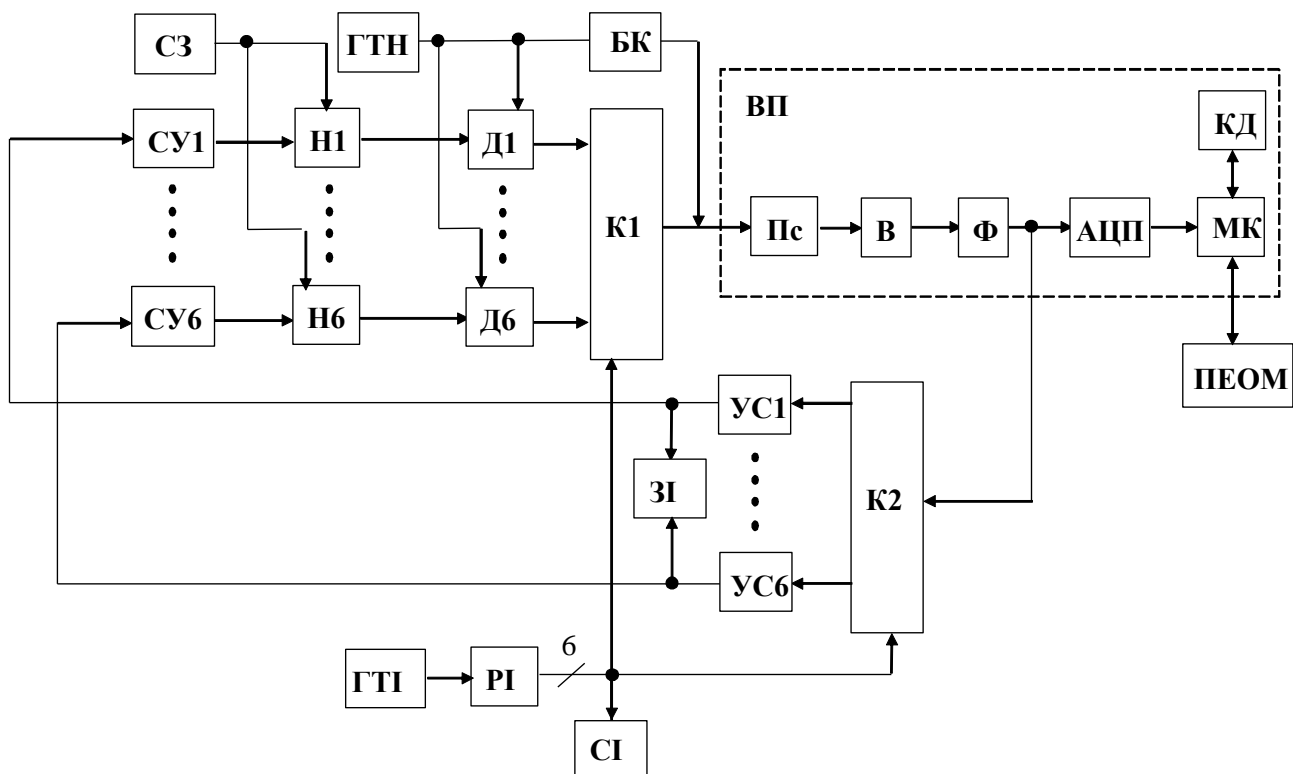 СЗ
ГТН
БК
ВП
КД
СУ1
Н1
Д1
К1
Пс
В
Ф
АЦП
МК
СУ6
Н6
Д6
ПЕОМ
УС1
ЗІ
К2
УС6
6
ГТІ
РІ
СІ